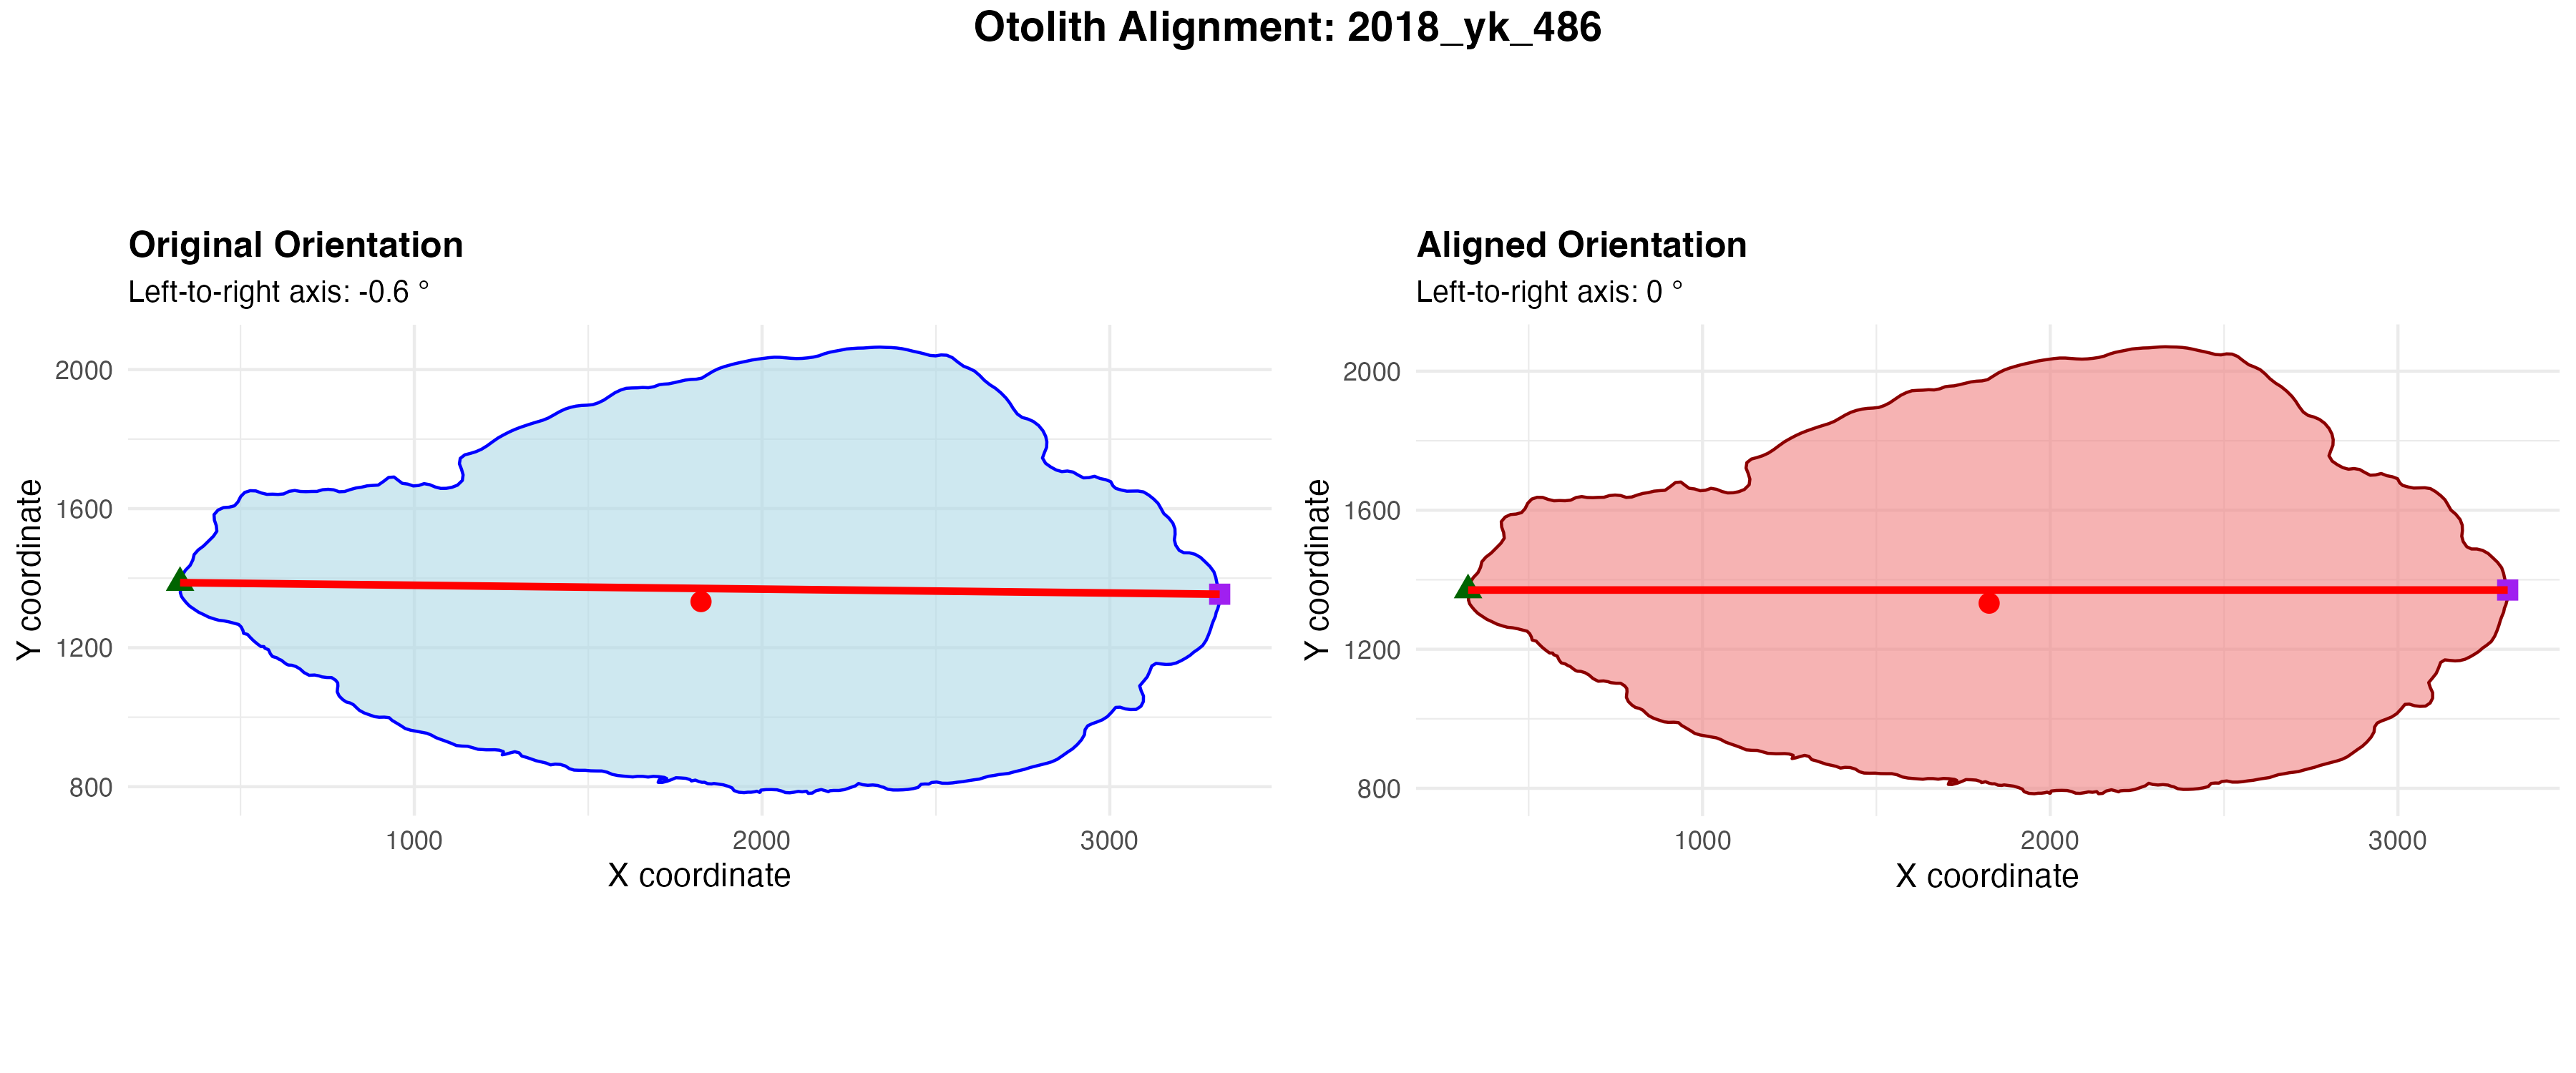 Otolith Alignment: 2018_yk_486
Original Orientation
Left-to-right axis: -0.6 °
2000
1600
1200
800
Y coordinate
1000
2000
3000
X coordinate
Aligned Orientation
Left-to-right axis: 0 °
2000
1600
1200
800
Y coordinate
1000
2000
3000
X coordinate